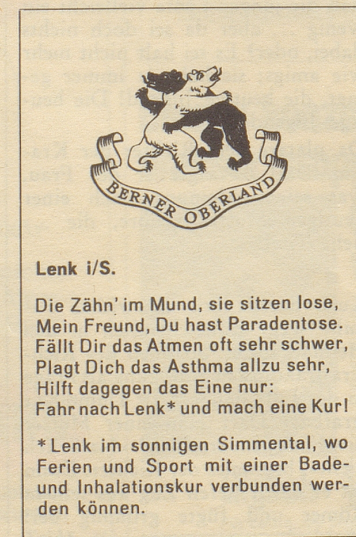 BERNER OBERLAND
Lenk i/S.
Die Zähn' im Mund, sie sitzen lose,
Mein Freund, Du hast Paradentose.
Fällt Dir das Atmen oft sehr schwer,
Plagt Dich das Asthma allzu sehr,
Hilft dagegen das Eine nur:
Fahr nach Lenk* und mach eine Kur!
* Lenk im sonnigen Simmental, wo
Ferien und Sport mit einer Bade-
und Inhalationskur verbunden wer-
den können.